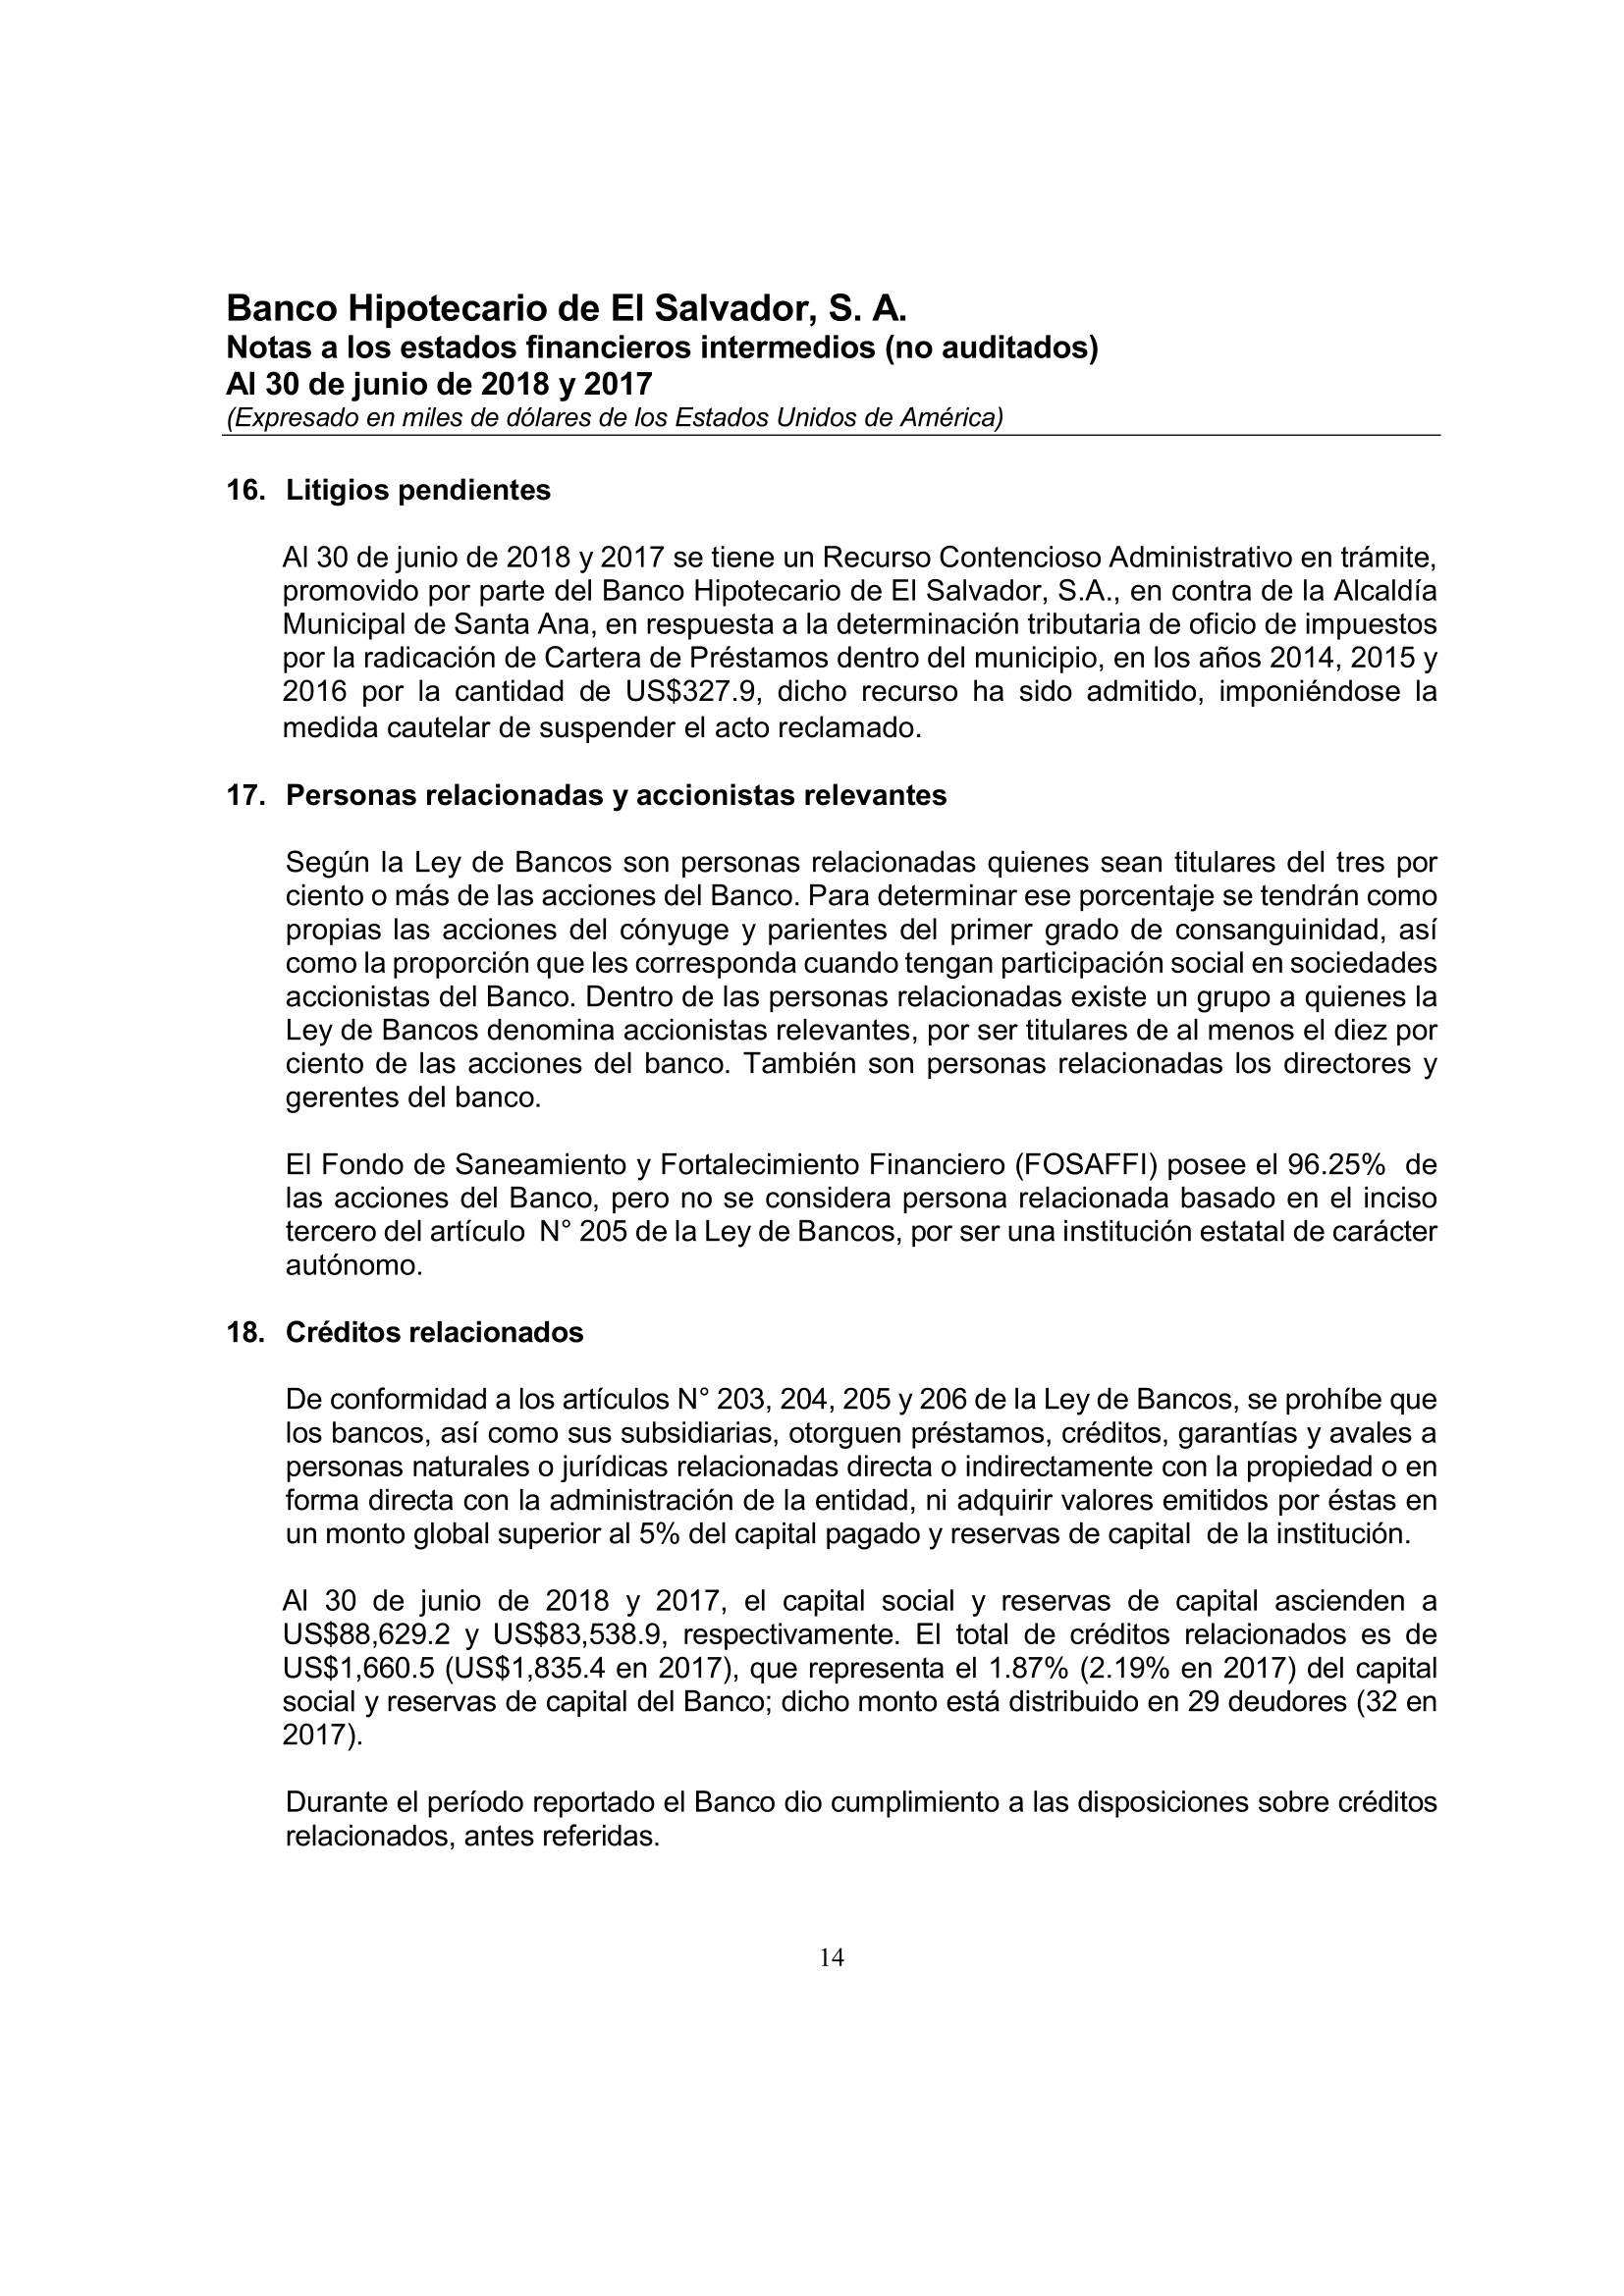 Banco Hipotecario de El Salvador, S. A.
Notas a los estados financieros intermedios (no auditados)
Al 30 de junio de 2018 y 2017
(Expresado en miles de dólares de los Estados Unidos de América)
16. Litigios pendientes
Al 30 de junio de 2018 y 2017 se tiene un Recurso Contencioso Administrativo en trámite,
promovido por parte del Banco Hipotecario de El Salvador, S.A., en contra de la Alcaldía
Municipal de Santa Ana, en respuesta a la determinación tributaria de oficio de impuestos
por la radicación de Cartera de Préstamos dentro del municipio, en los años 2014, 2015 y
2016 por la cantidad de US$327.9, dicho recurso ha sido admitido, imponiéndose la
medida cautelar de suspender el acto reclamado.
17. Personas relacionadas y accionistas relevantes
Según la Ley de Bancos son personas relacionadas quienes sean titulares del tres por
ciento o más de las acciones del Banco. Para determinar ese porcentaje se tendrán como
propias las acciones del cónyuge y parientes del primer grado de consanguinidad, así
como la proporción que les corresponda cuando tengan participación social en sociedades
accionistas del Banco. Dentro de las personas relacionadas existe un grupo a quienes la
Ley de Bancos denomina accionistas relevantes, por ser titulares de al menos el diez por
ciento de las acciones del banco. También son personas relacionadas los directores y
gerentes del banco.
El Fondo de Saneamiento y Fortalecimiento Financiero (FOSAFFI) posee el 96.25% de
las acciones del Banco, pero no se considera persona relacionada basado en el inciso
tercero del artículo N° 205 de la Ley de Bancos, por ser una institución estatal de carácter
autónomo.
18. Créditos relacionados
De conformidad a los artículos N° 203, 204, 205 y 206 de la Ley de Bancos, se prohíbe que
los bancos, así como sus subsidiarias, otorguen préstamos, créditos, garantías y avales a
personas naturales o jurídicas relacionadas directa o indirectamente con la propiedad o en
forma directa con la administración de la entidad, ni adquirir valores emitidos por éstas en
un monto global superior al 5% del capital pagado y reservas de capital de la institución.
Al 30 de junio de 2018 y 2017, el capital social y reservas de capital ascienden a
US$88,629.2 y US$83,538.9, respectivamente. El total de créditos relacionados es de
US$1,660.5 (US$1,835.4 en 2017), que representa el 1.87% (2.19% en 2017) del capital
social y reservas de capital del Banco; dicho monto está distribuido en 29 deudores (32 en
2017).
Durante el período reportado el Banco dio cumplimiento a las disposiciones sobre créditos
relacionados, antes referidas.
14